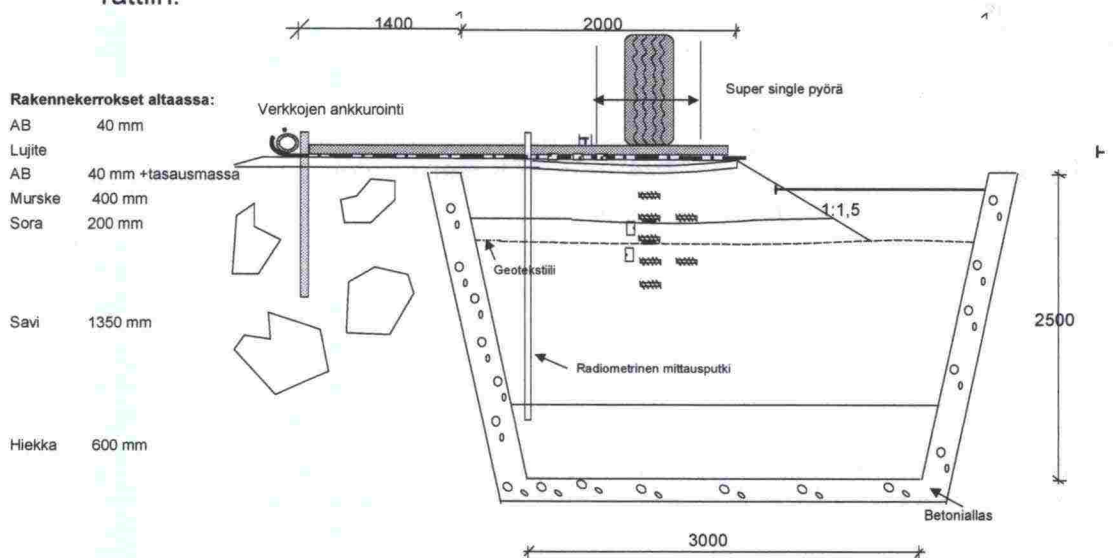 1400
2000
Rakennekerrokset altaassa:
AB 40 mm
Lujite
AB 40 mm +tasausmassa
Murske 400 mm
Sora 200 mm
Savi 1350 mm
Hiekka 600 mm
Verkkojen ankkurointi
Super single pyörä
1:1,5
Geotekstiili
2500
Radiometrinen mittausputki
Betoniallas
3000